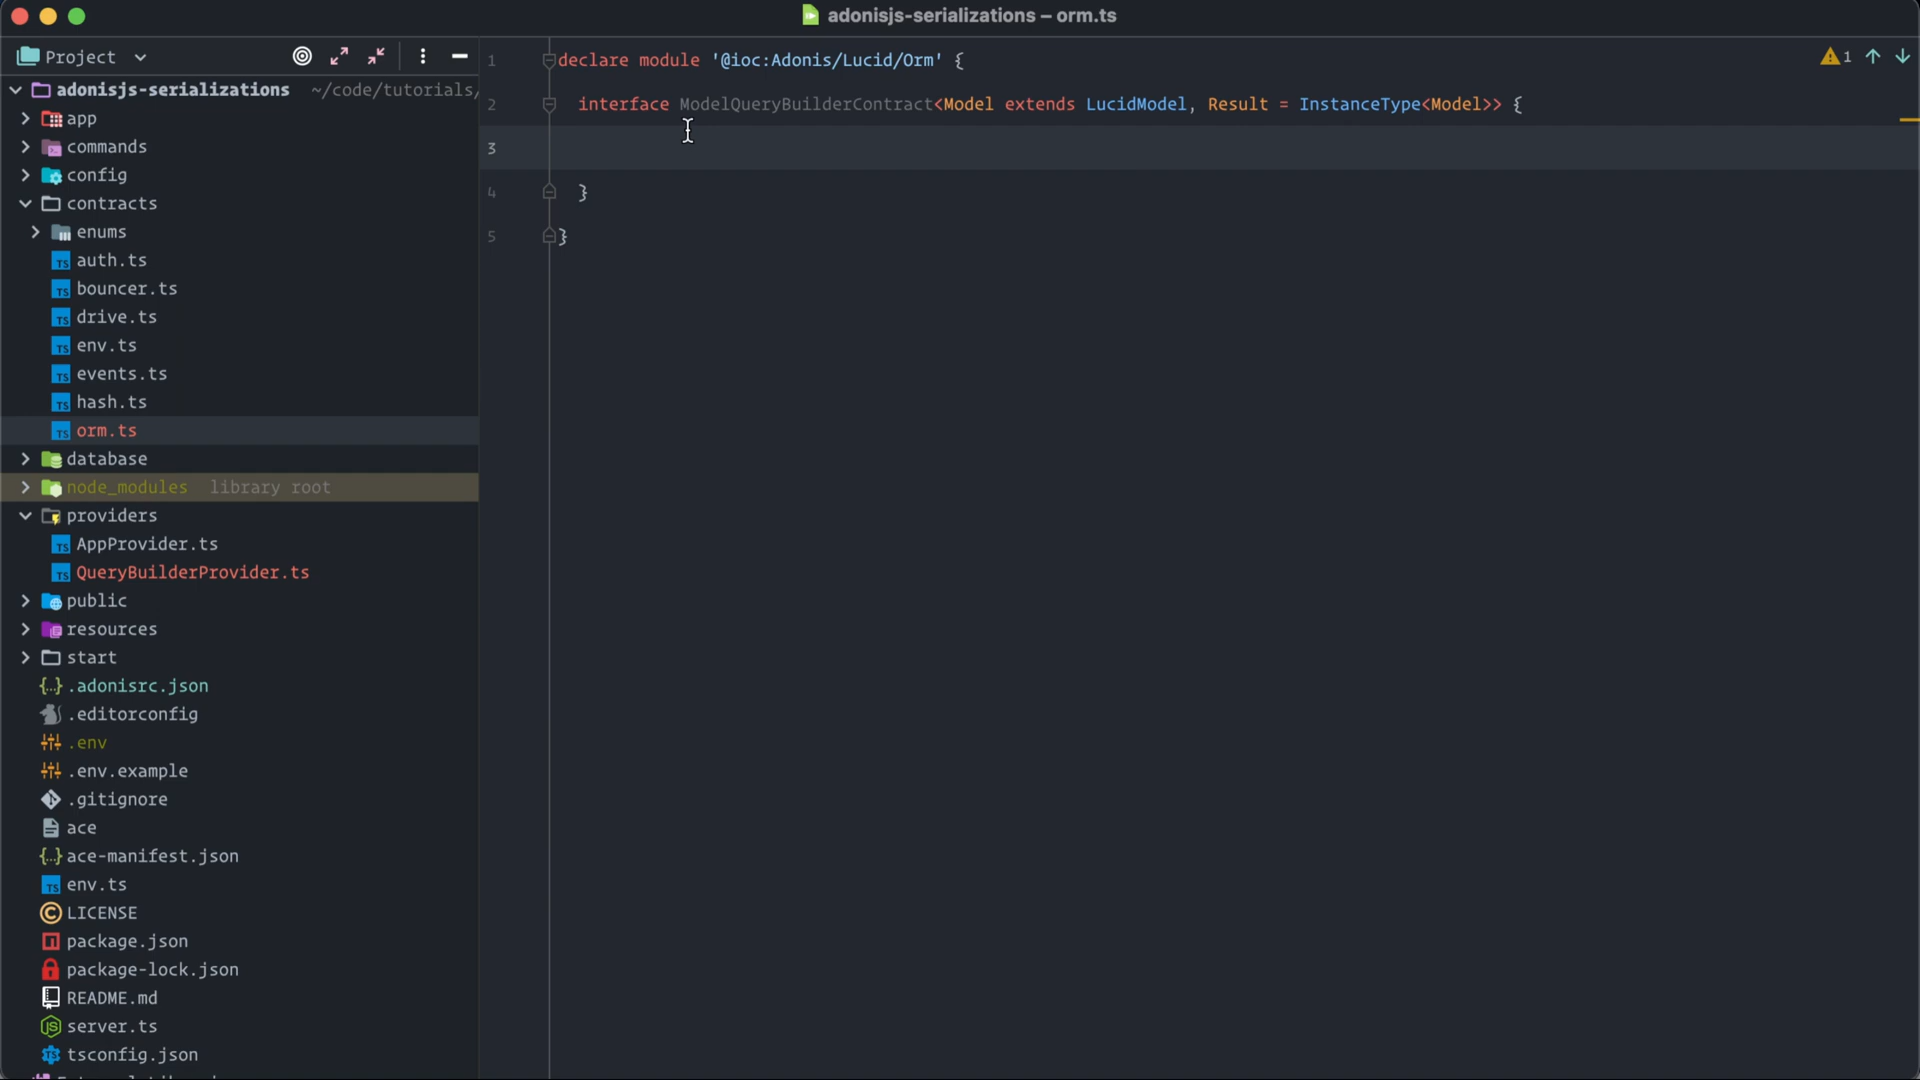 adonisjs-serializations – orm.ts
Project
adonisjs-serializations ~/code/tutorials/
app
commands
config
contracts
enums
auth.ts
bouncer.ts
drive.ts
env.ts
events.ts
hash.ts
orm.ts
database
node_modules library root
providers
AppProvider.ts
QueryBuilderProvider.ts
public
resources
start
.adonisrc.json
.editorconfig
.env
.env.example
.gitignore
ace
ace-manifest.json
env.ts
LICENSE
package.json
package-lock.json
README.md
server.ts
tsconfig.json
1 declare module '@ioc:Adonis/Lucid/Orm' {
2 interface ModelQueryBuilderContract<Model extends LucidModel, Result = InstanceType<Model>> {
3
4 }
5 }
1